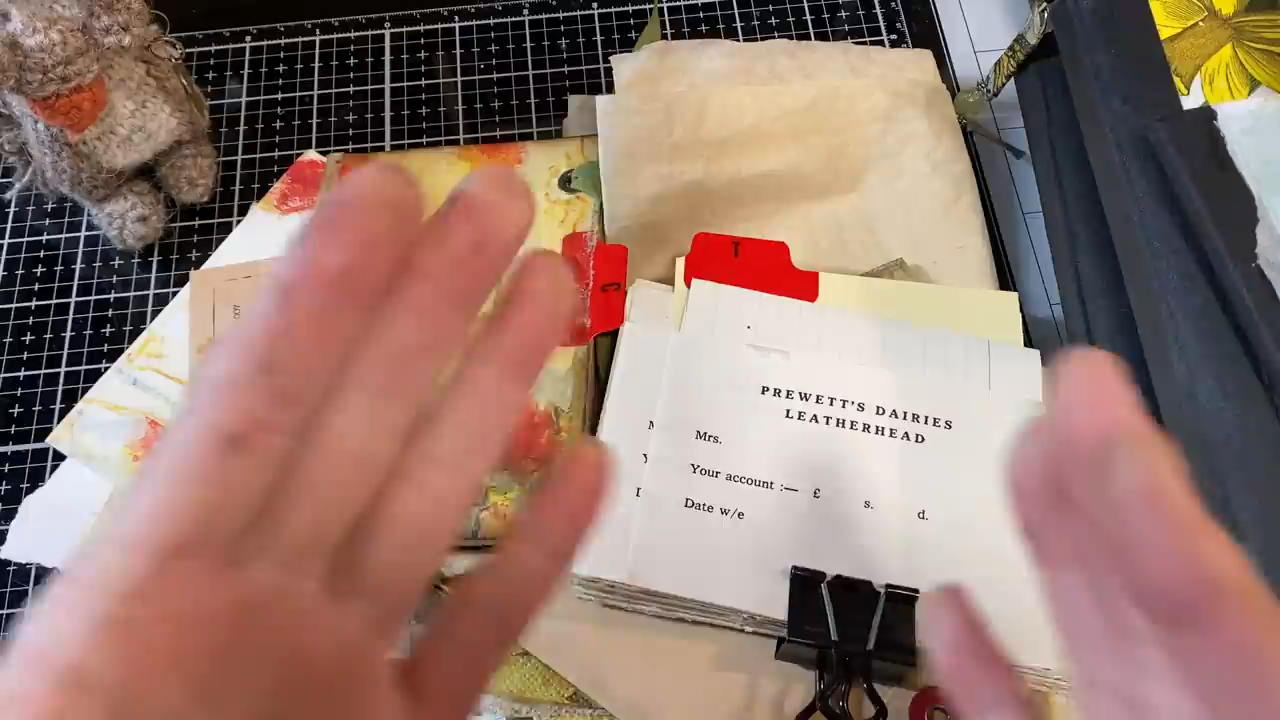 T
C
PREWETT'S DAIRIES
LEATHERHEAD
Mrs.
Your account :— £ s. d.
Date w/e